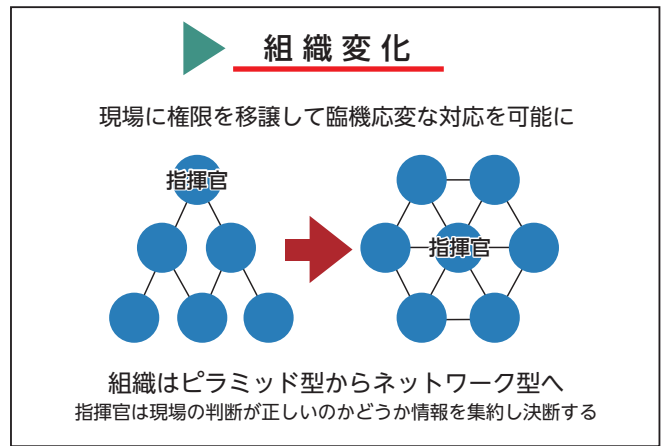 組織変化
現場に権限を移譲して臨機応変な対応を可能に
指揮官
指揮官
組織はピラミッド型からネットワーク型へ
指揮官は現場の判断が正しいのかどうか情報を集約し決断する